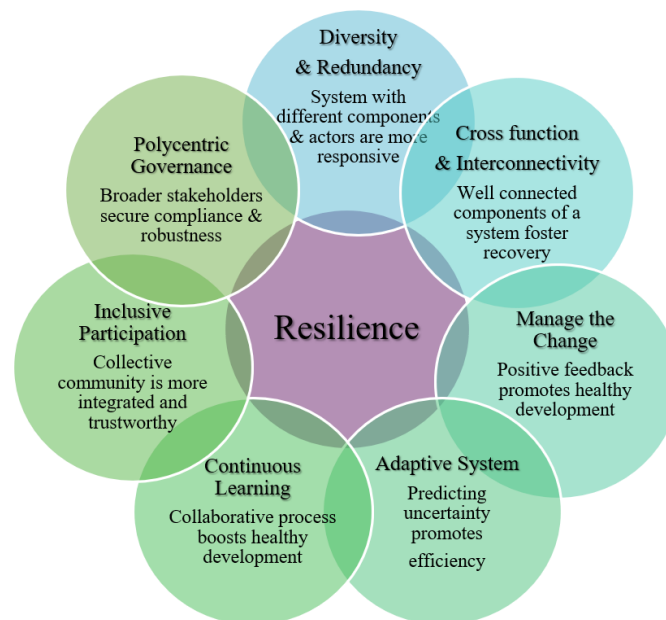 Diversity
& Redundancy
System with
different components
& actors are more
responsive
Cross function
& Interconnectivity
Well connected
components of a
system foster
recovery
Manage the
Change
Positive feedback
promotes healthy
development
Adaptive System
Predicting
uncertainty
promotes
efficiency
Continuous
Learning
Collaborative process
boosts healthy
development
Inclusive
Participation
Collective
community is more
integrated and
trustworthy
Polycentric
Governance
Broader stakeholders
secure compliance &
robustness
Resilience